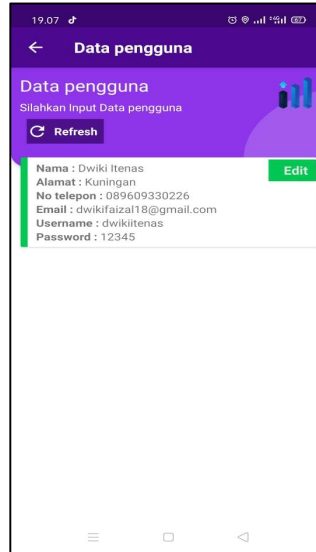 19.07
Data pengguna
Data pengguna
Silahkan Input Data pengguna
Refresh
Nama : Dwiki Itenas
Edit
Alamat : Kuningan
No telepon : 089609330226
Email : dwikifaizal18@gmail.com
Username : dwikiitenas
Password : 12345